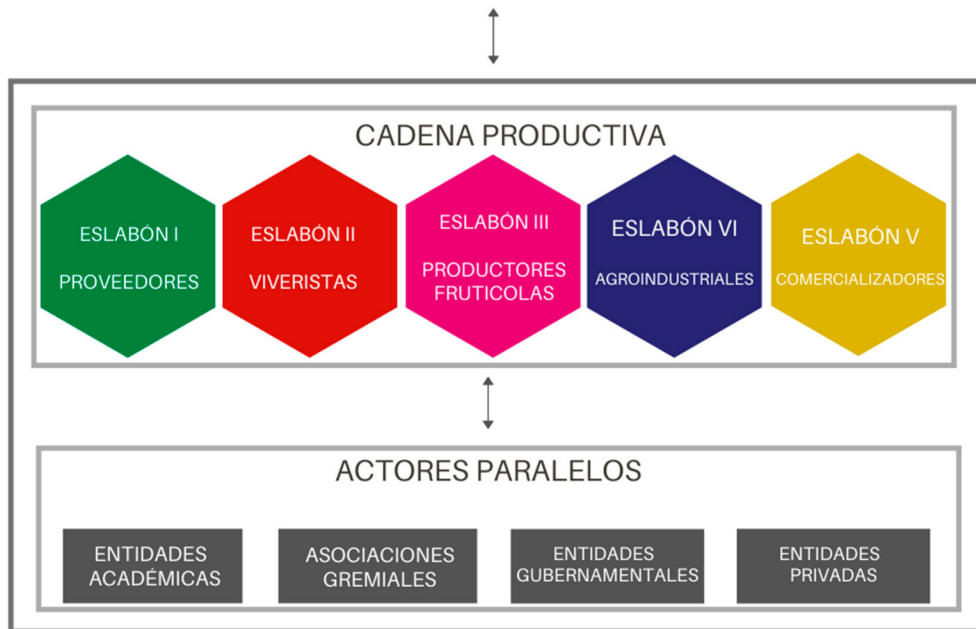 CADENA PRODUCTIVA
ESLABÓN I
PROVEEDORES
ESLABÓN II
VIVERISTAS
ESLABÓN III
PRODUCTORES
FRUTICOLAS
ESLABÓN VI
AGROINDUSTRIALES
ESLABÓN V
COMERCIALIZADORES
ACTORES PARALELOS
ENTIDADES
ACADÉMICAS
ASOCIACIONES
GREMIALES
ENTIDADES
GUBERNAMENTALES
ENTIDADES
PRIVADAS